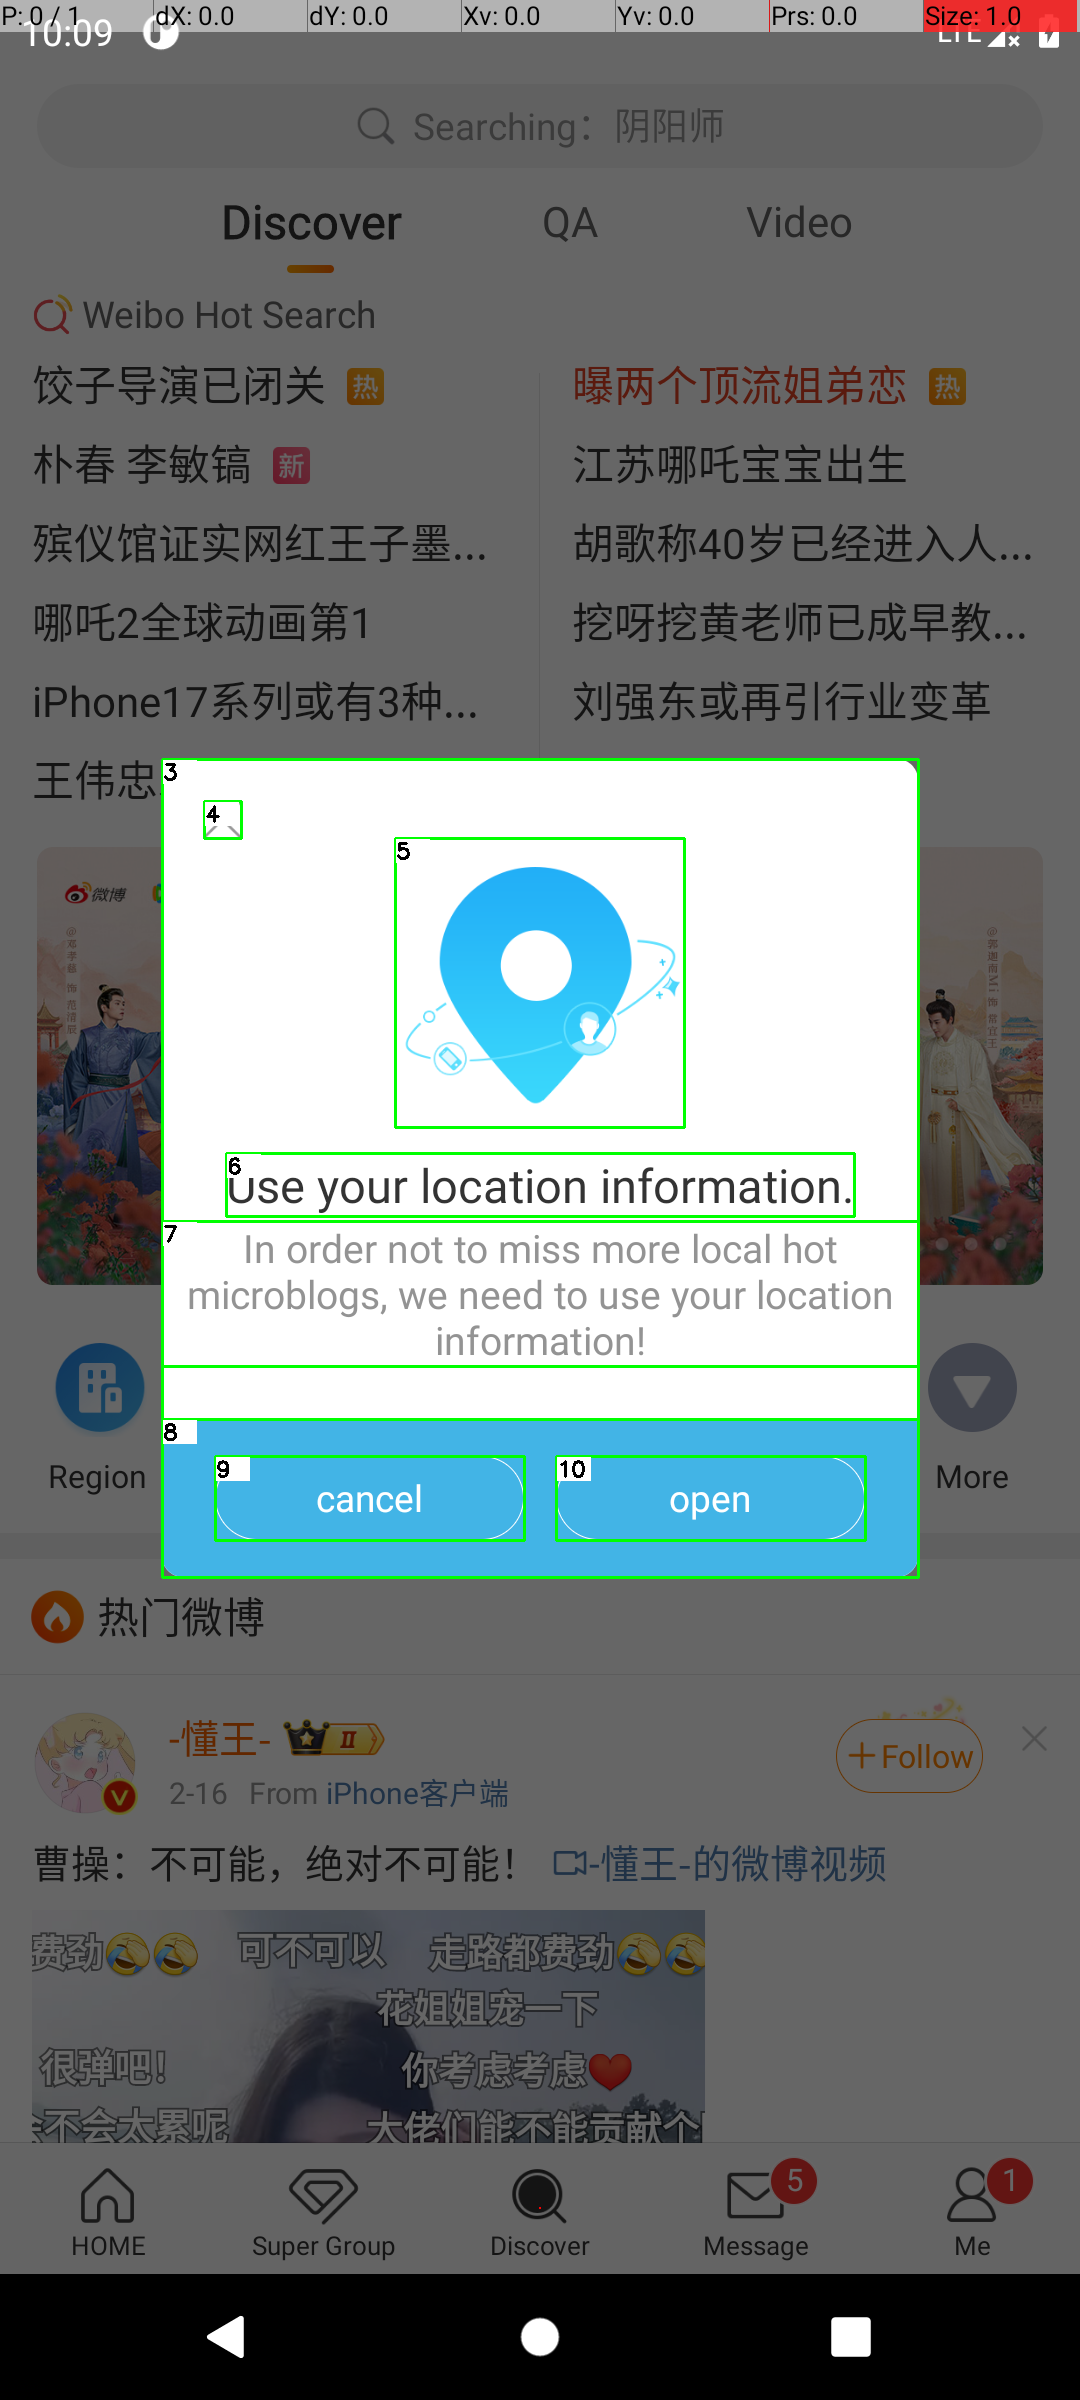 P: 0 / 1 dX: 0.0 dY: 0.0 Xv: 0.0 Yv: 0.0 Prs: 0.0 Size: 1.0
10:09 LTE
Searching：阴阳师
Discover QA Video
Weibo Hot Search
饺子导演已闭关 热 曝两个顶流姐弟恋 热
朴春 李敏镐 新 江苏哪吒宝宝出生
殡仪馆证实网红王子墨... 胡歌称40岁已经进入人...
哪吒2全球动画第1 挖呀挖黄老师已成早教...
iPhone17系列或有3种... 刘强东或再引行业变革
王伟忠
3
4
微博
5
6
Use your location information.
7
In order not to miss more local hot
microblogs, we need to use your location
information!
Region More
8
9 cancel 10 open
热门微博
-懂王- II
2-16 From iPhone客户端
+Follow
曹操：不可能，绝对不可能！ -懂王-的微博视频
费劲 可不可以 走路都费劲
花姐姐宠一下
很弹吧！ 你考虑考虑
会不会太累呢 大佬们能不能贡献个
5 1
HOME Super Group Discover Message Me